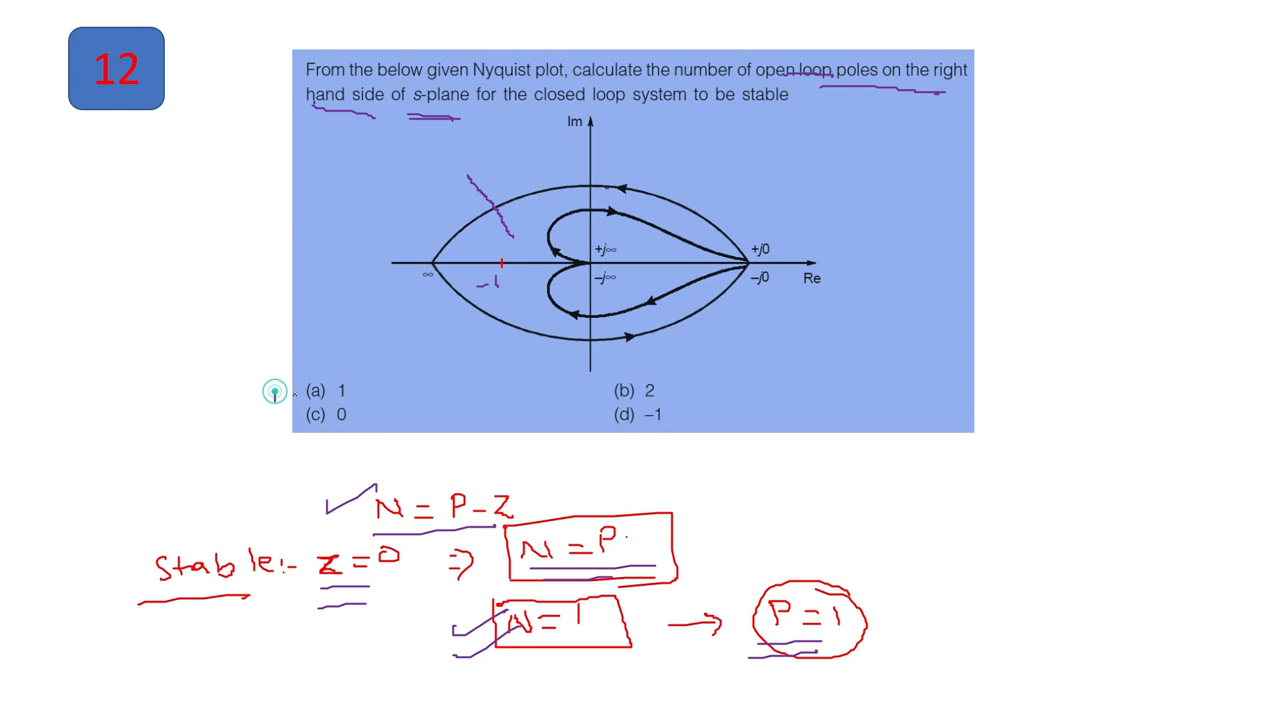 12
From the below given Nyquist plot, calculate the number of open loop poles on the right
hand side of s-plane for the closed loop system to be stable
Im
+j∞
+j0
∞
-1
–j∞
–j0
Re
(a) 1
(b) 2
(c) 0
(d) –1
N = P - Z
Stable:- Z = 0 ⇒ N = P
N = 1 → P = 1